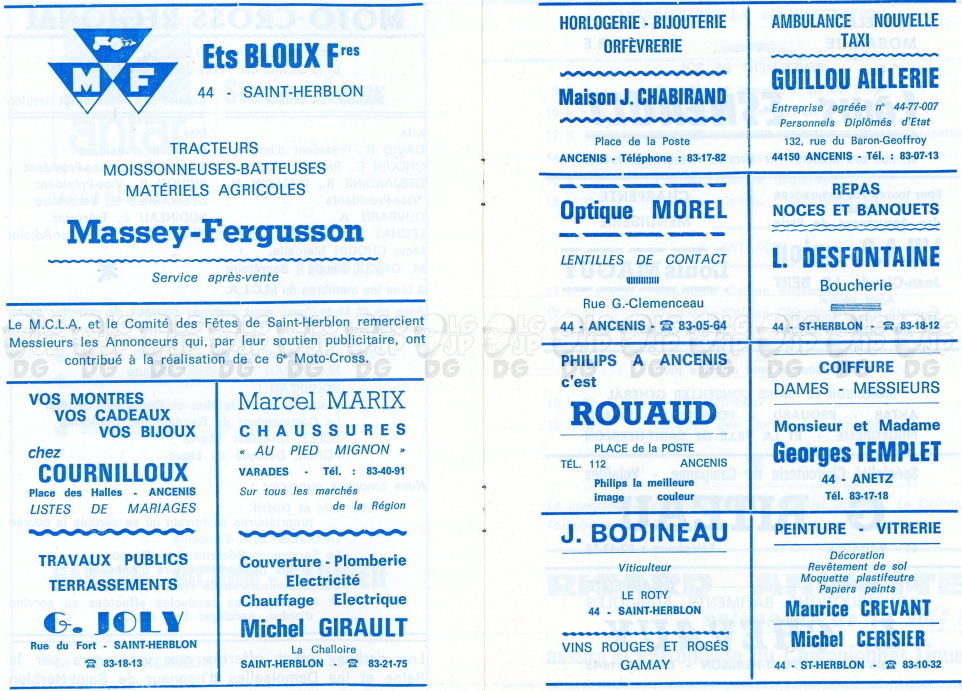 M F
Ets BLOUX Fres
44 - SAINT-HERBLON
TRACTEURS
MOISSONNEUSES-BATTEUSES
MATÉRIELS AGRICOLES
Massey-Fergusson
Service après-vente
Le M.C.L.A. et le Comité des Fêtes de Saint-Herblon remercient
Messieurs les Annonceurs qui, par leur soutien publicitaire, ont
contribué à la réalisation de ce 6e Moto-Cross.
VOS MONTRES
VOS CADEAUX
VOS BIJOUX
chez
COURNILLOUX
Place des Halles - ANCENIS
LISTES DE MARIAGES
Marcel MARIX
CHAUSSURES
« AU PIED MIGNON »
VARADES - Tél. : 83-40-91
Sur tous les marchés
de la Région
TRAVAUX PUBLICS
TERRASSEMENTS
G. JOLY
Rue du Fort - SAINT-HERBLON
☎ 83-18-13
Couverture - Plomberie
Electricité
Chauffage Electrique
Michel GIRAULT
La Challoire
SAINT-HERBLON - ☎ 83-21-75
HORLOGERIE - BIJOUTERIE
ORFÈVRERIE
Maison J. CHABIRAND
Place de la Poste
ANCENIS - Téléphone : 83-17-82
AMBULANCE NOUVELLE
TAXI
GUILLOU AILLERIE
Entreprise agréée n° 44-77-007
Personnels Diplômés d'Etat
132, rue du Baron-Geoffroy
44150 ANCENIS - Tél. : 83-07-13
Optique MOREL
LENTILLES DE CONTACT
Rue G.-Clemenceau
44 - ANCENIS - ☎ 83-05-64
REPAS
NOCES ET BANQUETS
L. DESFONTAINE
Boucherie
44 - ST-HERBLON - ☎ 83-18-12
PHILIPS A ANCENIS
c'est
ROUAUD
PLACE de la POSTE
TÉL. 112 ANCENIS
Philips la meilleure
image couleur
COIFFURE
DAMES - MESSIEURS
Monsieur et Madame
Georges TEMPLET
44 - ANETZ
Tél. 83-17-18
J. BODINEAU
Viticulteur
LE ROTY
44 - SAINT-HERBLON
VINS ROUGES ET ROSÉS
GAMAY
PEINTURE - VITRERIE
Décoration
Revêtement de sol
Moquette plastifeutre
Papiers peints
Maurice CREVANT
Michel CERISIER
44 - ST-HERBLON - ☎ 83-10-32